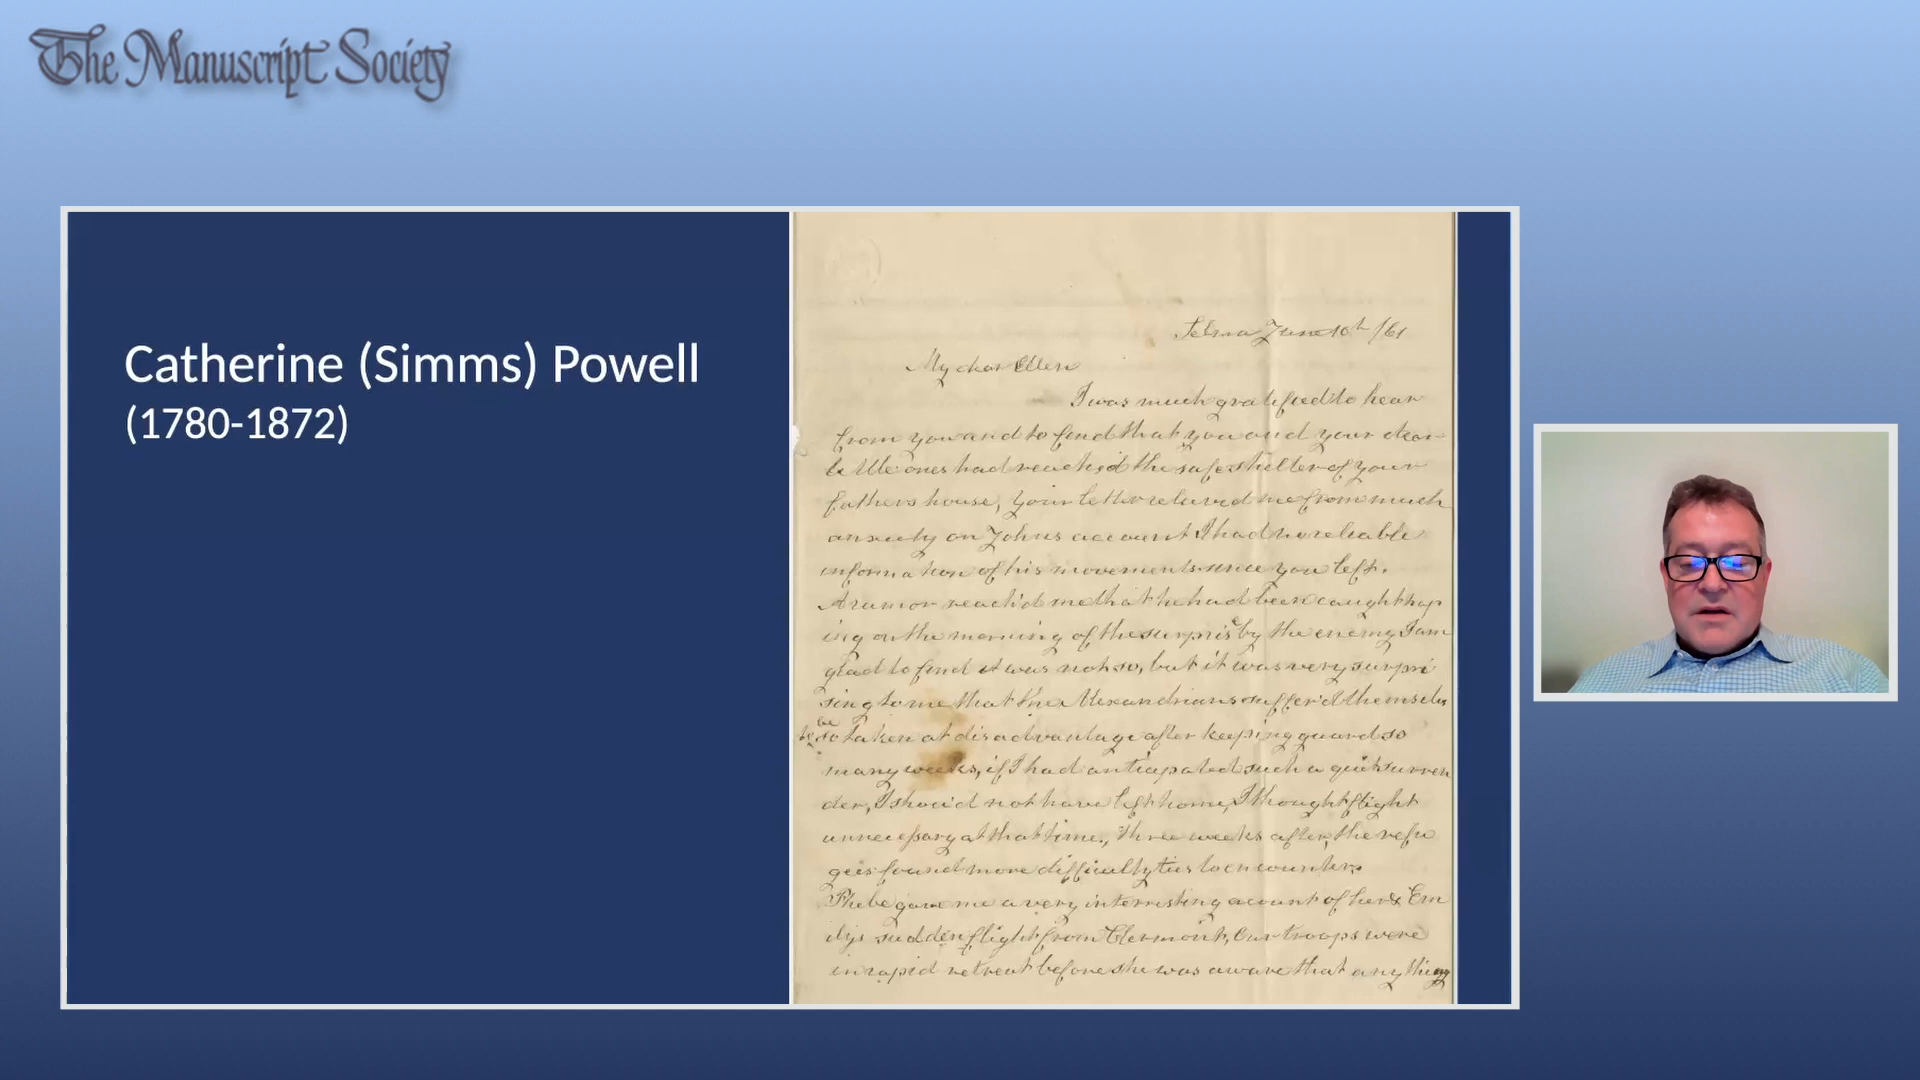 The Manuscript Society
Catherine (Simms) Powell
(1780-1872)
Selma June 10th /61
My dear Ellen
I was much gratified to hear
from you and to find that you and your dear
little ones had reached the safe shelter of your
fathers house, Your letter relieved me from much
anxiety on Johns account I had no reliable
information of his movements since you left.
A rumor reach'd me that he had been caught nap
ing on the morning of the surprise by the enemy I am
glad to find it was not so, but it was very surpri
sing to me that the Alexandrians suffer'd themselves
to be so taken at disadvantage after keeping guard so
many weeks, if I had anticipated such a quick surren
der, I should not have left home, I thought flight
unnecessary at that time, three weeks after, the refu
gees found more difficulty to encounter.
Phebe gave me a very interristing acount of her & Em
ilys sudden flight from Clermont, Our troops were
in rapid retreat before she was aware that any thing